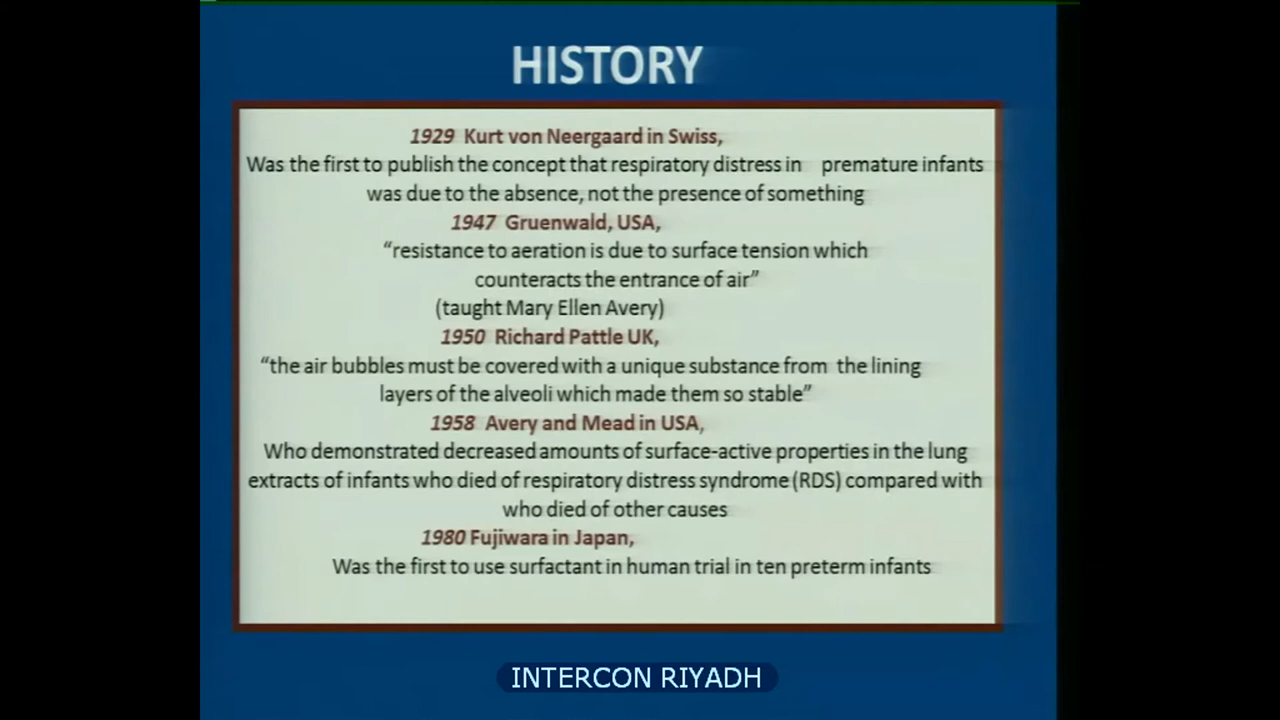 HISTORY
1929 Kurt von Neergaard in Swiss,
Was the first to publish the concept that respiratory distress in premature infants
was due to the absence, not the presence of something
1947 Gruenwald, USA,
“resistance to aeration is due to surface tension which
counteracts the entrance of air”
(taught Mary Ellen Avery)
1950 Richard Pattle UK,
“the air bubbles must be covered with a unique substance from the lining
layers of the alveoli which made them so stable”
1958 Avery and Mead in USA,
Who demonstrated decreased amounts of surface-active properties in the lung
extracts of infants who died of respiratory distress syndrome (RDS) compared with
who died of other causes
1980 Fujiwara in Japan,
Was the first to use surfactant in human trial in ten preterm infants
INTERCON RIYADH